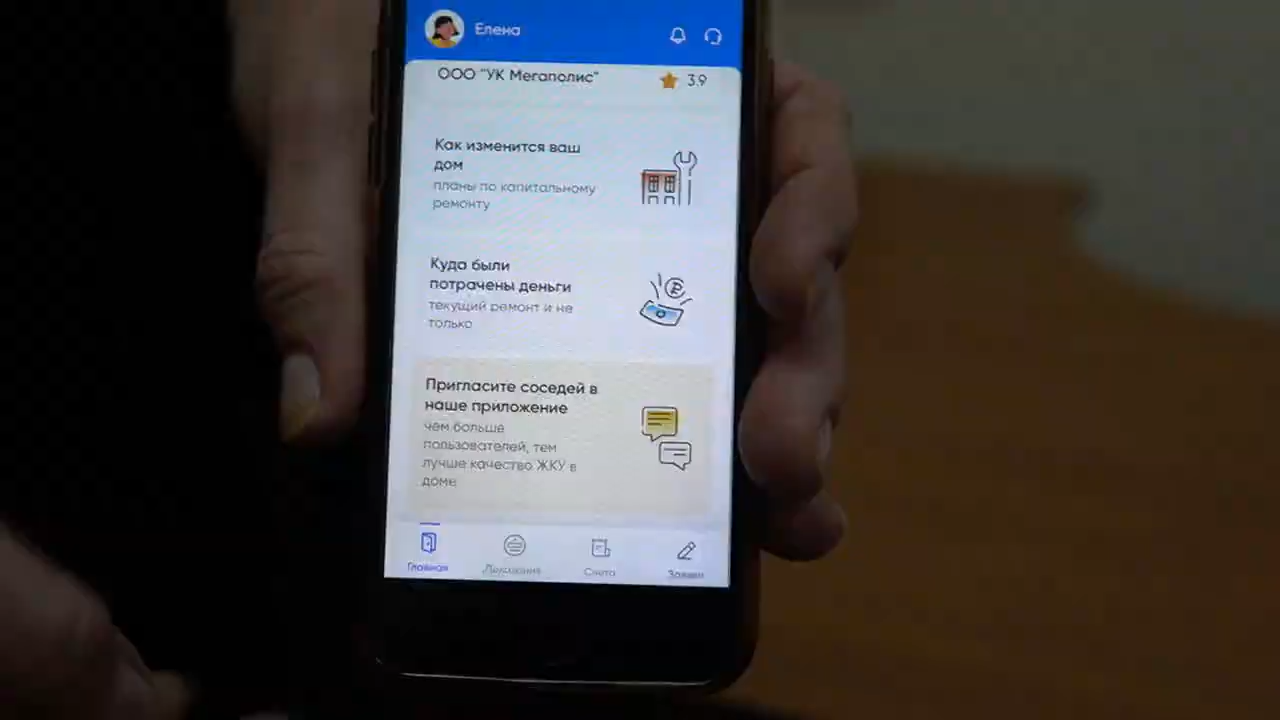 Елена
ООО "УК Мегаполис"
3.9
Как изменится ваш
дом
планы по капитальному
ремонту
Куда были
потрачены деньги
текущий ремонт и не
только
Пригласите соседей в
наше приложение
чем больше
пользователей, тем
лучше качество ЖКУ в
доме
Главная
Счета
Заявки